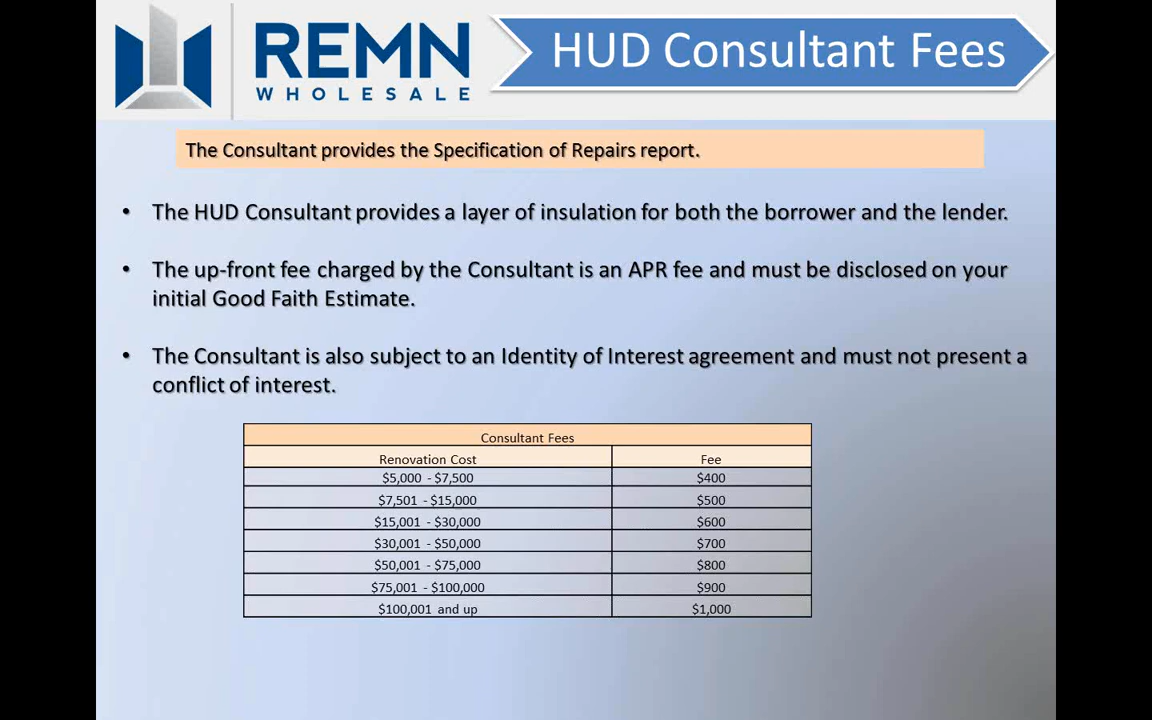 REMN
WHOLESALE
HUD Consultant Fees
The Consultant provides the Specification of Repairs report.
• The HUD Consultant provides a layer of insulation for both the borrower and the lender.
• The up-front fee charged by the Consultant is an APR fee and must be disclosed on your
initial Good Faith Estimate.
• The Consultant is also subject to an Identity of Interest agreement and must not present a
conflict of interest.
Consultant Fees
Renovation Cost Fee
$5,000 - $7,500 $400
$7,501 - $15,000 $500
$15,001 - $30,000 $600
$30,001 - $50,000 $700
$50,001 - $75,000 $800
$75,001 - $100,000 $900
$100,001 and up $1,000